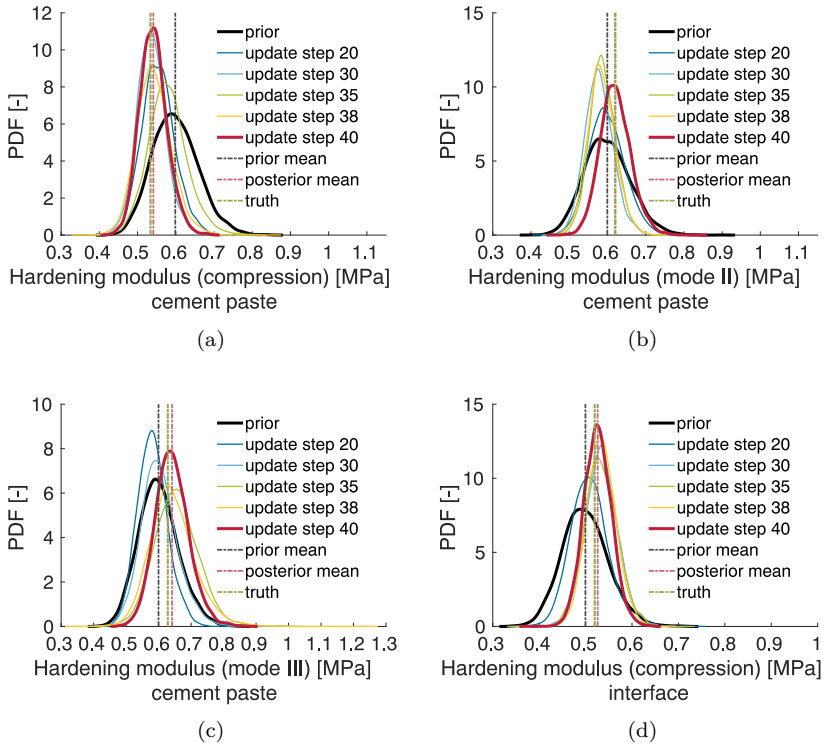 12
10
8
6
4
2
0
PDF [-]
0.3 0.4 0.5 0.6 0.7 0.8 0.9 1 1.1
Hardening modulus (compression) [MPa]
cement paste
prior
update step 20
update step 30
update step 35
update step 38
update step 40
prior mean
posterior mean
truth
(a)
15
10
5
0
PDF [-]
0.3 0.4 0.5 0.6 0.7 0.8 0.9 1 1.1
Hardening modulus (mode II) [MPa]
cement paste
prior
update step 20
update step 30
update step 35
update step 38
update step 40
prior mean
posterior mean
truth
(b)
10
8
6
4
2
0
PDF [-]
0.3 0.4 0.5 0.6 0.7 0.8 0.9 1 1.1 1.2 1.3
Hardening modulus (mode III) [MPa]
cement paste
prior
update step 20
update step 30
update step 35
update step 38
update step 40
prior mean
posterior mean
truth
(c)
15
10
5
0
PDF [-]
0.3 0.4 0.5 0.6 0.7 0.8 0.9 1
Hardening modulus (compression) [MPa]
interface
prior
update step 20
update step 30
update step 35
update step 38
update step 40
prior mean
posterior mean
truth
(d)